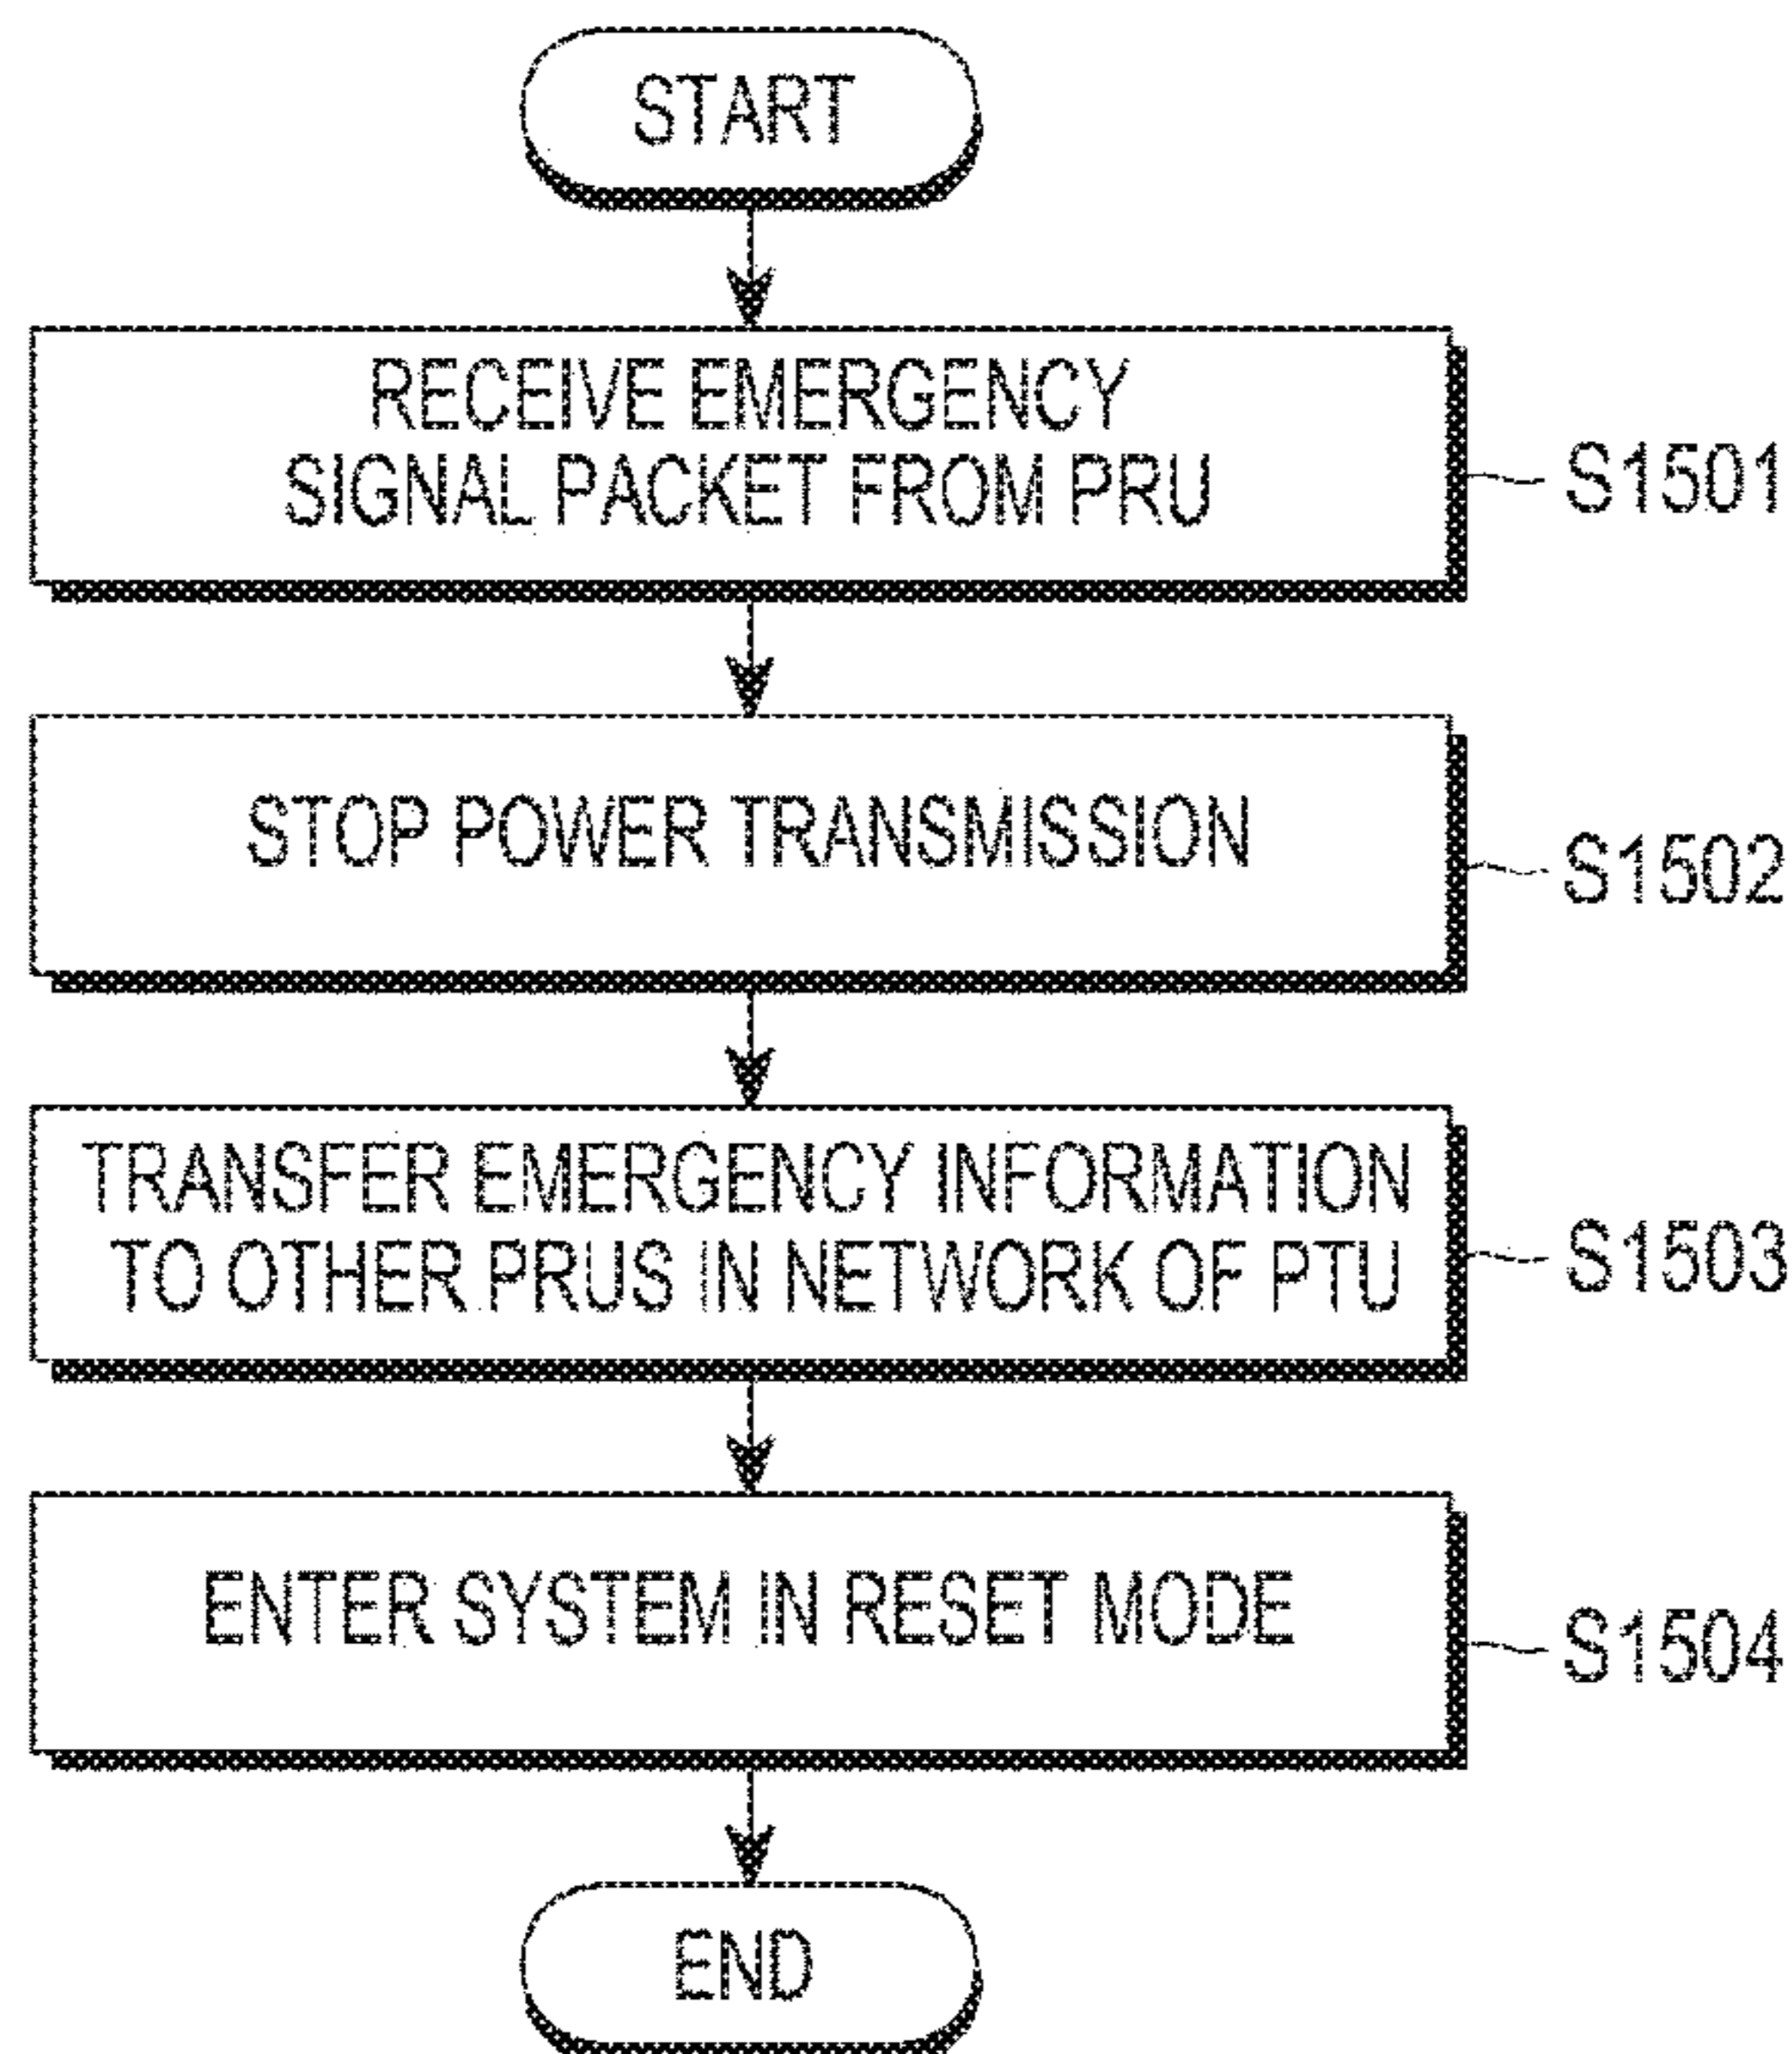 START
RECEIVE EMERGENCY
SIGNAL PACKET FROM PRU
S1501
STOP POWER TRANSMISSION
S1502
TRANSFER EMERGENCY INFORMATION
TO OTHER PRUS IN NETWORK OF PTU
S1503
ENTER SYSTEM IN RESET MODE
S1504
END